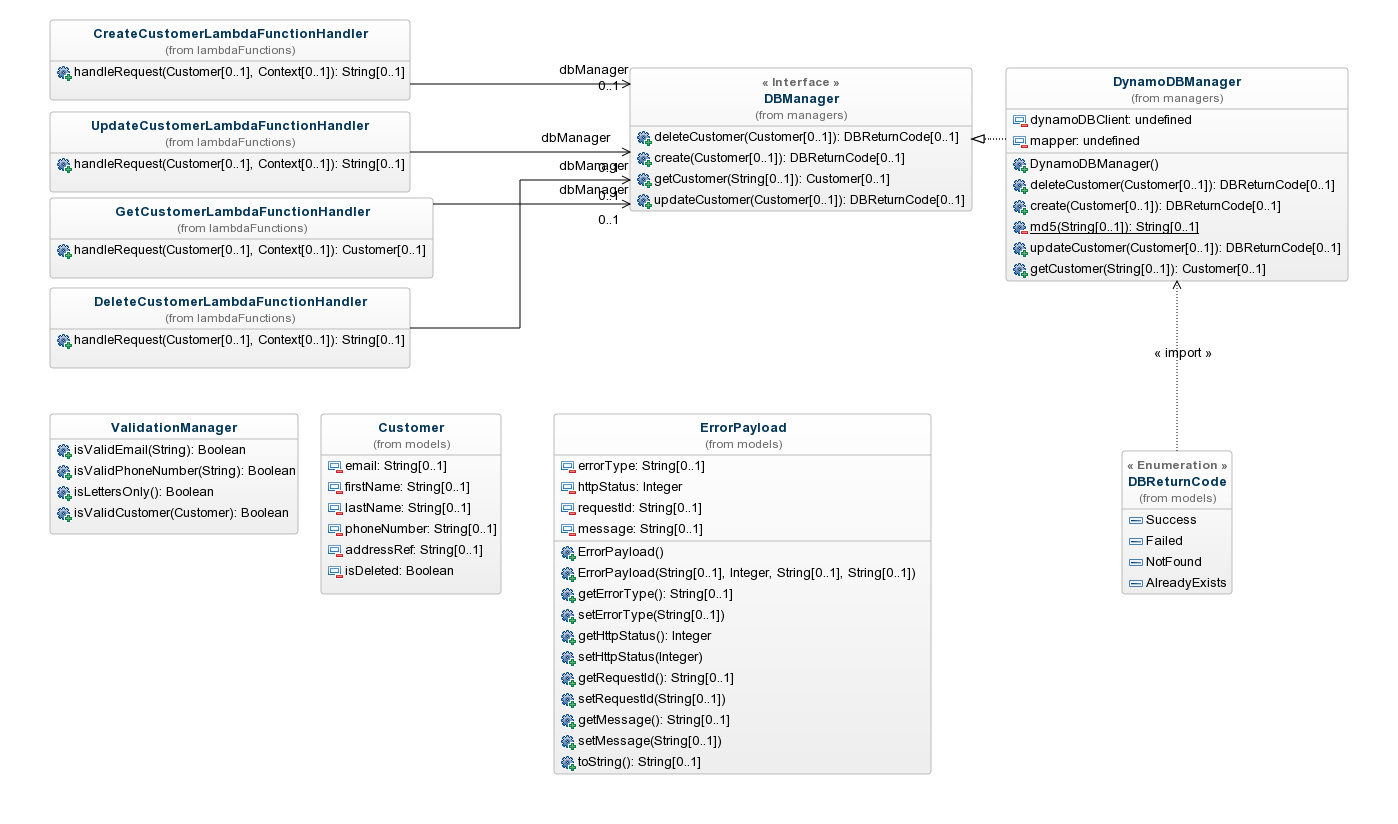 CreateCustomerLambdaFunctionHandler
(from lambdaFunctions)
handleRequest(Customer[0..1], Context[0..1]): String[0..1]
UpdateCustomerLambdaFunctionHandler
(from lambdaFunctions)
handleRequest(Customer[0..1], Context[0..1]): String[0..1]
GetCustomerLambdaFunctionHandler
(from lambdaFunctions)
handleRequest(Customer[0..1], Context[0..1]): Customer[0..1]
DeleteCustomerLambdaFunctionHandler
(from lambdaFunctions)
handleRequest(Customer[0..1], Context[0..1]): String[0..1]
dbManager
0..1
dbManager
0..1
dbManager
0..1
dbManager
0..1
« Interface »
DBManager
(from managers)
deleteCustomer(Customer[0..1]): DBReturnCode[0..1]
create(Customer[0..1]): DBReturnCode[0..1]
getCustomer(String[0..1]): Customer[0..1]
updateCustomer(Customer[0..1]): DBReturnCode[0..1]
DynamoDBManager
(from managers)
dynamoDBClient: undefined
mapper: undefined
DynamoDBManager()
deleteCustomer(Customer[0..1]): DBReturnCode[0..1]
create(Customer[0..1]): DBReturnCode[0..1]
md5(String[0..1]): String[0..1]
updateCustomer(Customer[0..1]): DBReturnCode[0..1]
getCustomer(String[0..1]): Customer[0..1]
« import »
ValidationManager
isValidEmail(String): Boolean
isValidPhoneNumber(String): Boolean
isLettersOnly(): Boolean
isValidCustomer(Customer): Boolean
Customer
(from models)
email: String[0..1]
firstName: String[0..1]
lastName: String[0..1]
phoneNumber: String[0..1]
addressRef: String[0..1]
isDeleted: Boolean
ErrorPayload
(from models)
errorType: String[0..1]
httpStatus: Integer
requestId: String[0..1]
message: String[0..1]
ErrorPayload()
ErrorPayload(String[0..1], Integer, String[0..1], String[0..1])
getErrorType(): String[0..1]
setErrorType(String[0..1])
getHttpStatus(): Integer
setHttpStatus(Integer)
getRequestId(): String[0..1]
setRequestId(String[0..1])
getMessage(): String[0..1]
setMessage(String[0..1])
toString(): String[0..1]
« Enumeration »
DBReturnCode
(from models)
Success
Failed
NotFound
AlreadyExists